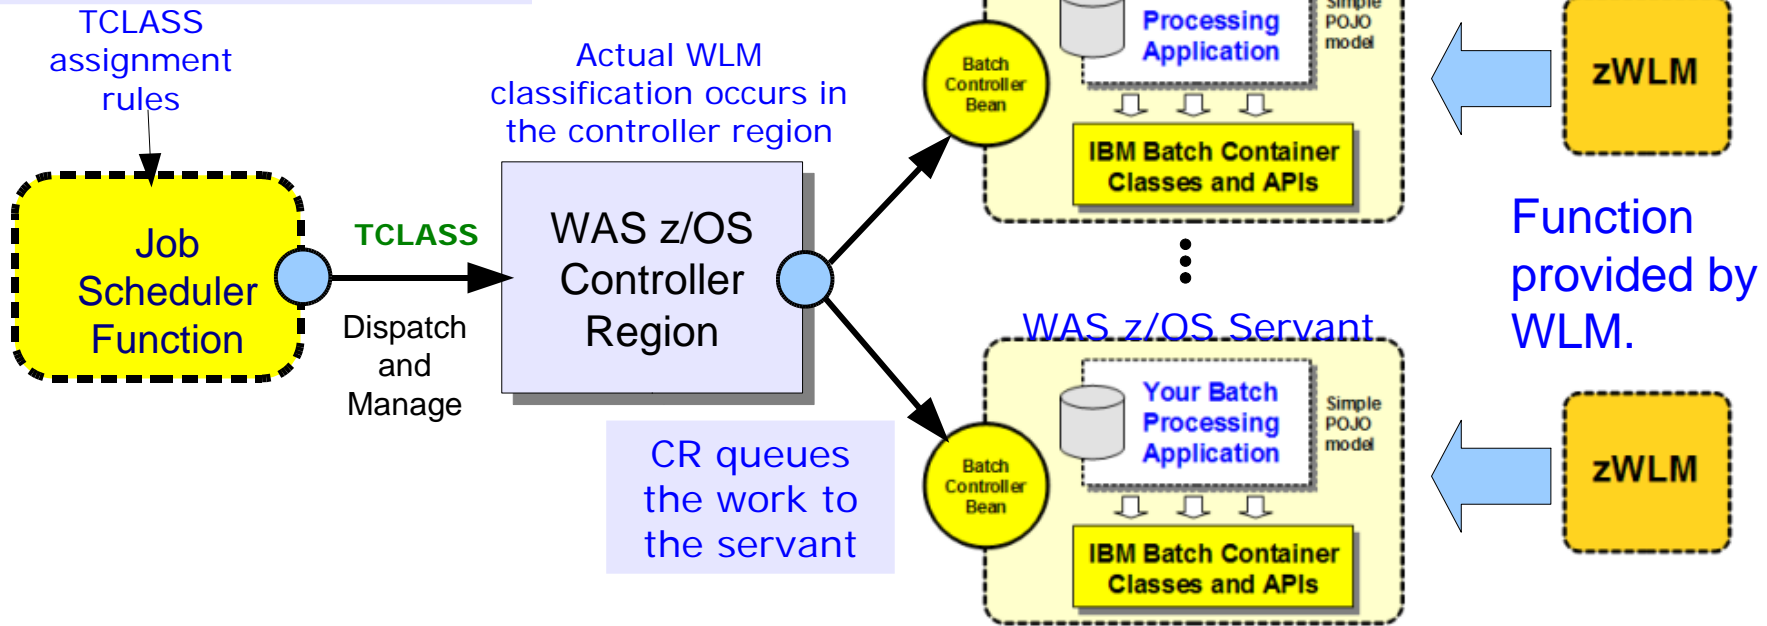 TCLASS
assignment
rules
Job
Scheduler
Function
TCLASS
Dispatch
and
Manage
Actual WLM
classification occurs in
the controller region
WAS z/OS
Controller
Region
CR queues
the work to
the servant
Batch
Controller
Bean
Processing
Application
Simple
POJO
model
IBM Batch Container
Classes and APIs
WAS z/OS Servant
Batch
Controller
Bean
Your Batch
Processing
Application
Simple
POJO
model
IBM Batch Container
Classes and APIs
zWLM
Function
provided by
WLM.
zWLM